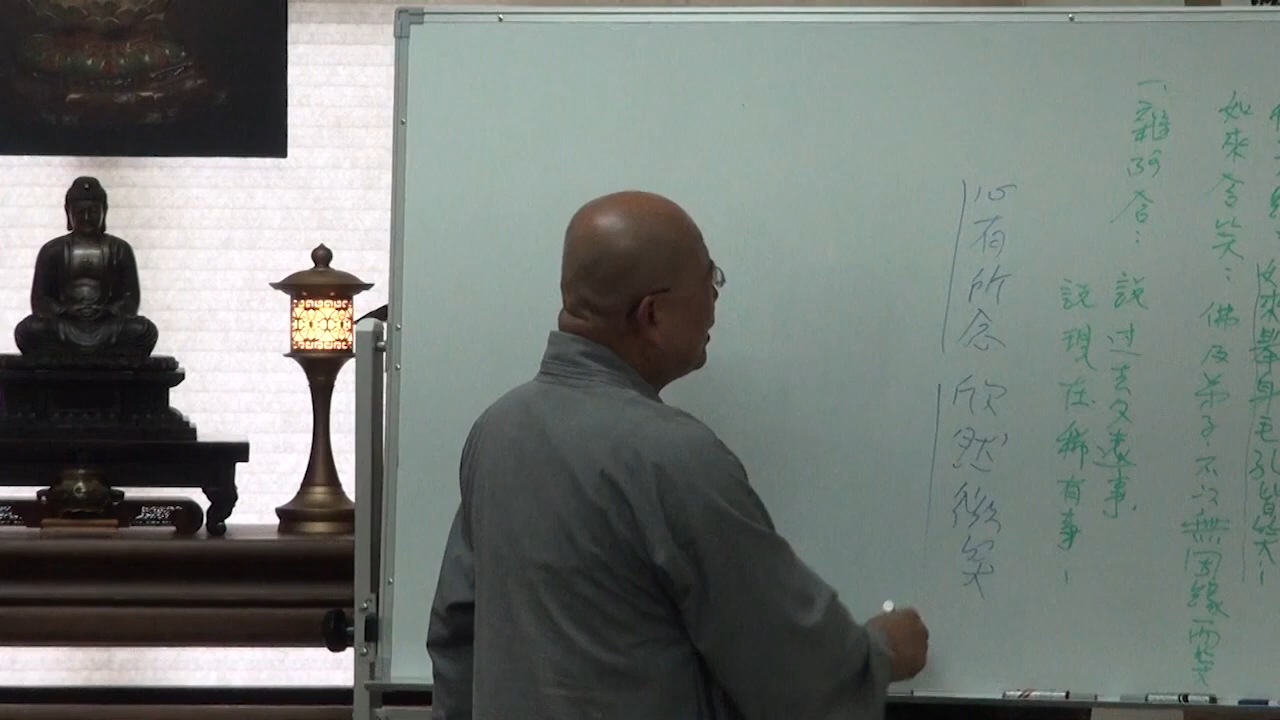 如來舉身毛孔皆笑：
如來含笑：佛及弟子不以無因緣而笑
一、雜阿含：說过去久遠事，
說現在稀有事，
心有所念 欣然微笑